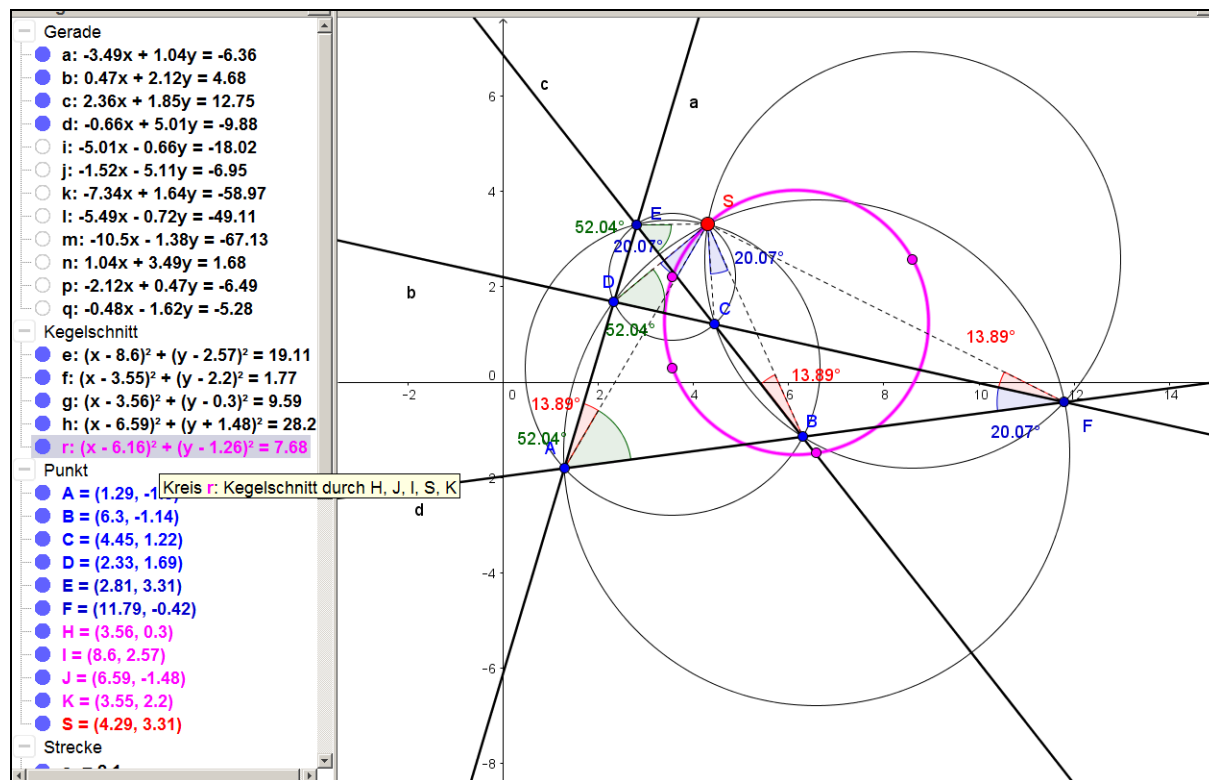 Gerade
a: -3.49x + 1.04y = -6.36
b: 0.47x + 2.12y = 4.68
c: 2.36x + 1.85y = 12.75
d: -0.66x + 5.01y = -9.88
i: -5.01x - 0.66y = -18.02
j: -1.52x - 5.11y = -6.95
k: -7.34x + 1.64y = -58.97
l: -5.49x - 0.72y = -49.11
m: -10.5x - 1.38y = -67.13
n: 1.04x + 3.49y = 1.68
p: -2.12x + 0.47y = -6.49
q: -0.48x - 1.62y = -5.28
Kegelschnitt
e: (x - 8.6)² + (y - 2.57)² = 19.11
f: (x - 3.55)² + (y - 2.2)² = 1.77
g: (x - 3.56)² + (y - 0.3)² = 9.59
h: (x - 6.59)² + (y + 1.48)² = 28.2
r: (x - 6.16)² + (y - 1.26)² = 7.68
Punkt
A = (1.29, -1
Kreis r: Kegelschnitt durch H, J, I, S, K
B = (6.3, -1.14)
C = (4.45, 1.22)
D = (2.33, 1.69)
E = (2.81, 3.31)
F = (11.79, -0.42)
H = (3.56, 0.3)
I = (8.6, 2.57)
J = (6.59, -1.48)
K = (3.55, 2.2)
S = (4.29, 3.31)
Strecke
c
a
6
4
S
E
52.04°
20.07°
20.07°
D
b
2
C
52.04°
13.89°
0
-2
0
2
4
6
8
10
12
14
13.89°
13.89°
B
F
20.07°
52.04°
A
-2
d
-4
-6
-8